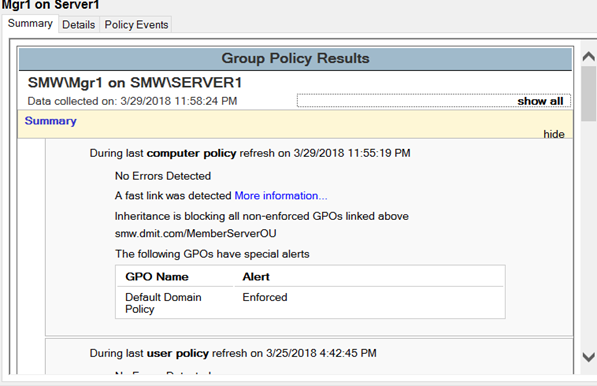 Mgr1 on Server1
Summary Details Policy Events
Group Policy Results
SMW\Mgr1 on SMW\SERVER1
Data collected on: 3/29/2018 11:58:24 PM show all
Summary
hide
During last computer policy refresh on 3/29/2018 11:55:19 PM
No Errors Detected
A fast link was detected More information...
Inheritance is blocking all non-enforced GPOs linked above
smw.dmit.com/MemberServerOU
The following GPOs have special alerts
GPO Name Alert
Default Domain Enforced
Policy
During last user policy refresh on 3/25/2018 4:42:45 PM